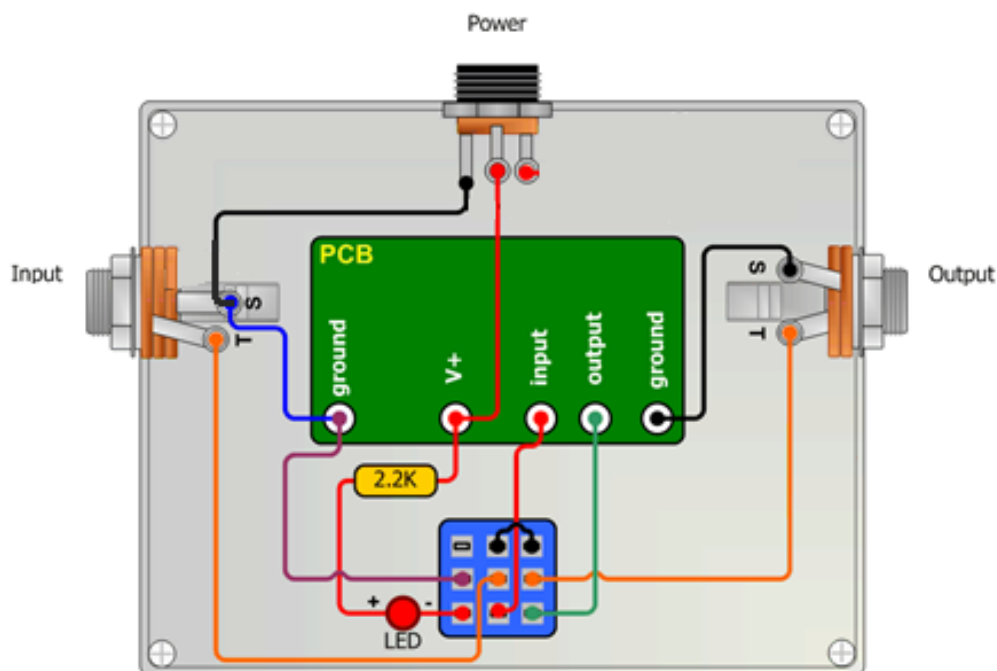 Power
PCB
Input
S
T
S
T
Output
ground
V+
input
output
ground
2.2K
+
-
LED